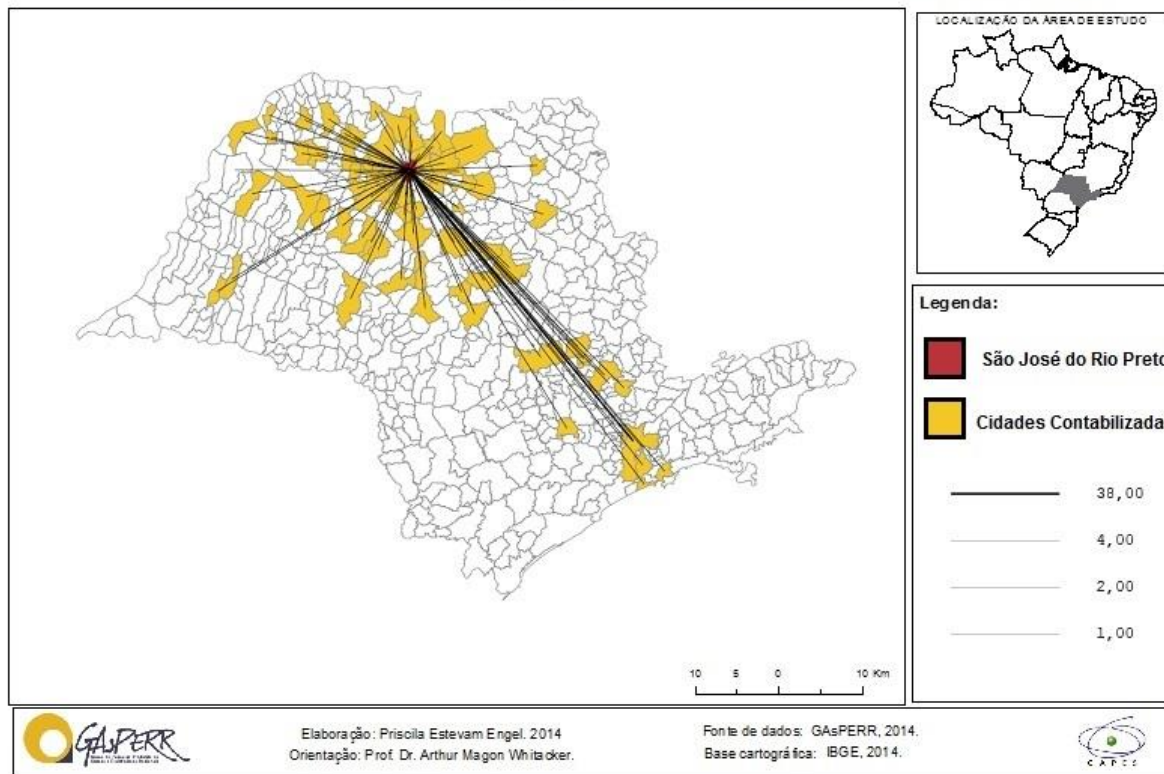 LOCALIZAÇÃO DA ÁREA DE ESTUDO
Legenda:
São José do Rio Preto
Cidades Contabilizada
38,00
4,00
2,00
1,00
10 5 0 10 Km
GAsPERR
Elaboração: Priscila Estevam Engel. 2014
Orientação: Prof. Dr. Arthur Magon Whitacker.
Fonte de dados: GAsPERR, 2014.
Base cartográfica: IBGE, 2014.
CAPES